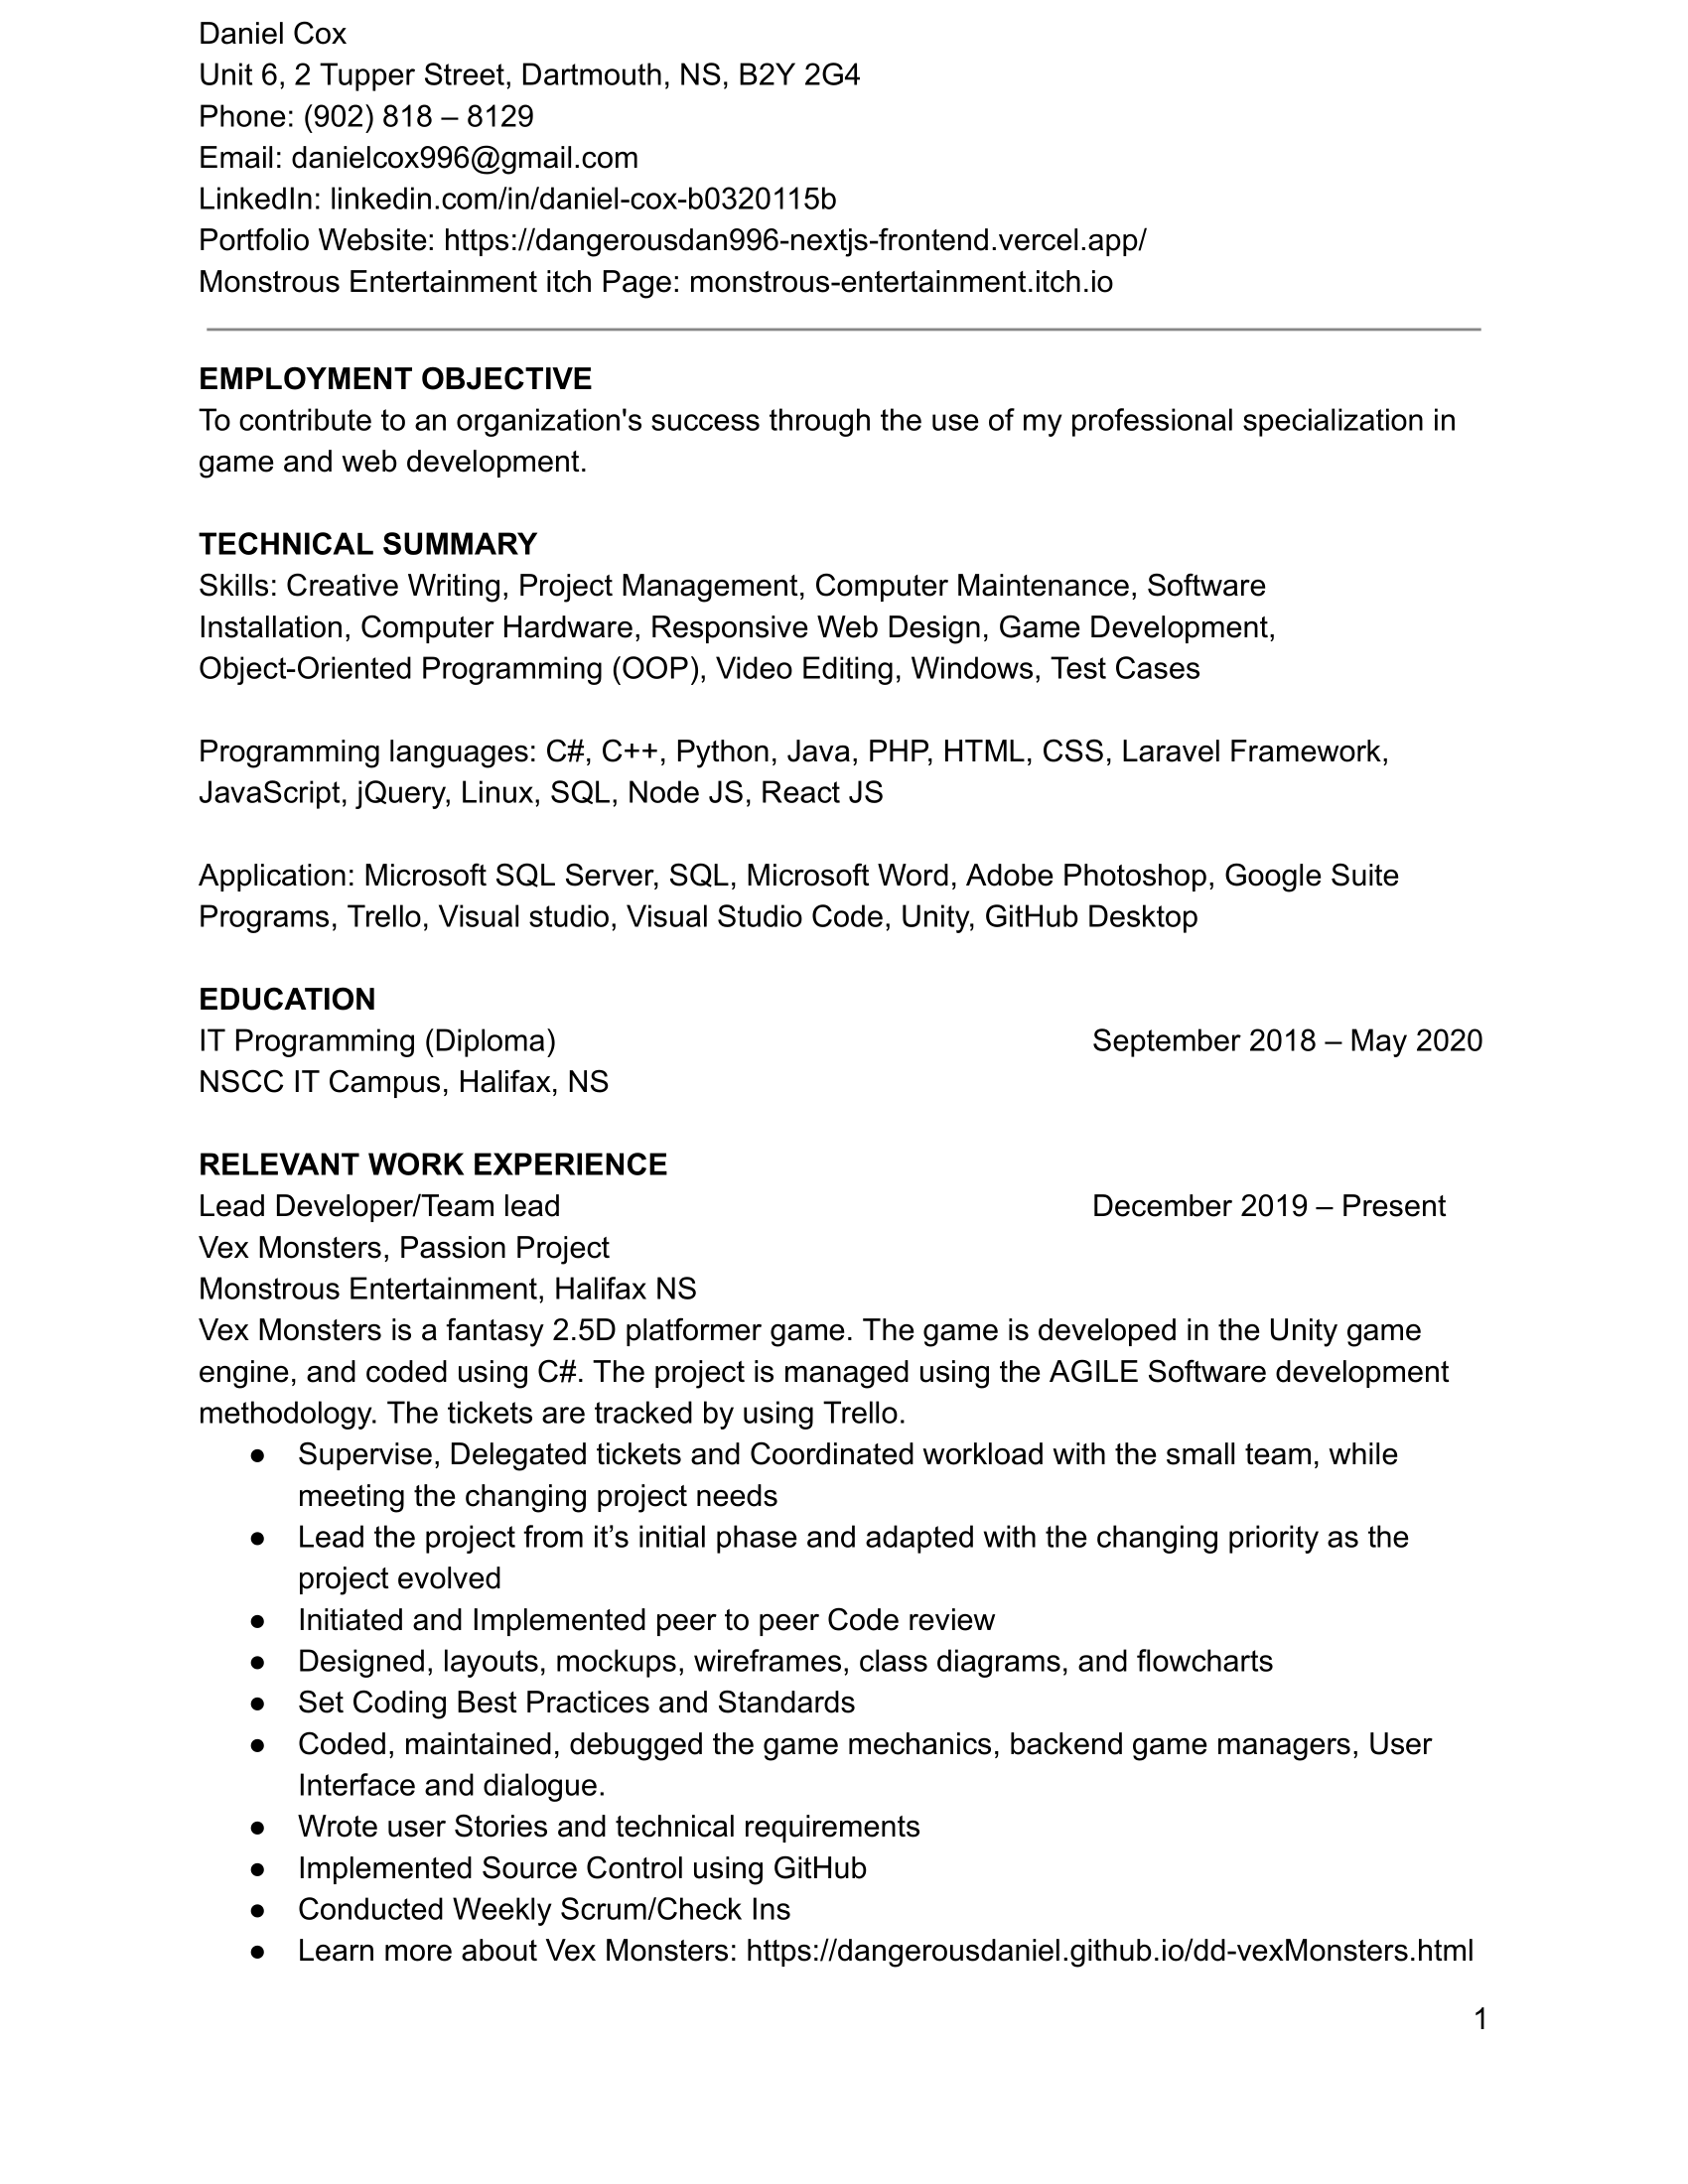 Daniel Cox
Unit 6, 2 Tupper Street, Dartmouth, NS, B2Y 2G4
Phone: (902) 818 – 8129
Email: danielcox996@gmail.com
LinkedIn: linkedin.com/in/daniel-cox-b0320115b
Portfolio Website: https://dangerousdan996-nextjs-frontend.vercel.app/
Monstrous Entertainment itch Page: monstrous-entertainment.itch.io
EMPLOYMENT OBJECTIVE
To contribute to an organization's success through the use of my professional specialization in
game and web development.
TECHNICAL SUMMARY
Skills: Creative Writing, Project Management, Computer Maintenance, Software
Installation, Computer Hardware, Responsive Web Design, Game Development,
Object-Oriented Programming (OOP), Video Editing, Windows, Test Cases
Programming languages: C#, C++, Python, Java, PHP, HTML, CSS, Laravel Framework,
JavaScript, jQuery, Linux, SQL, Node JS, React JS
Application: Microsoft SQL Server, SQL, Microsoft Word, Adobe Photoshop, Google Suite
Programs, Trello, Visual studio, Visual Studio Code, Unity, GitHub Desktop
EDUCATION
IT Programming (Diploma) September 2018 – May 2020
NSCC IT Campus, Halifax, NS
RELEVANT WORK EXPERIENCE
Lead Developer/Team lead December 2019 – Present
Vex Monsters, Passion Project
Monstrous Entertainment, Halifax NS
Vex Monsters is a fantasy 2.5D platformer game. The game is developed in the Unity game
engine, and coded using C#. The project is managed using the AGILE Software development
methodology. The tickets are tracked by using Trello.
● Supervise, Delegated tickets and Coordinated workload with the small team, while
meeting the changing project needs
● Lead the project from it’s initial phase and adapted with the changing priority as the
project evolved
● Initiated and Implemented peer to peer Code review
● Designed, layouts, mockups, wireframes, class diagrams, and flowcharts
● Set Coding Best Practices and Standards
● Coded, maintained, debugged the game mechanics, backend game managers, User
Interface and dialogue.
● Wrote user Stories and technical requirements
● Implemented Source Control using GitHub
● Conducted Weekly Scrum/Check Ins
● Learn more about Vex Monsters: https://dangerousdaniel.github.io/dd-vexMonsters.html
1